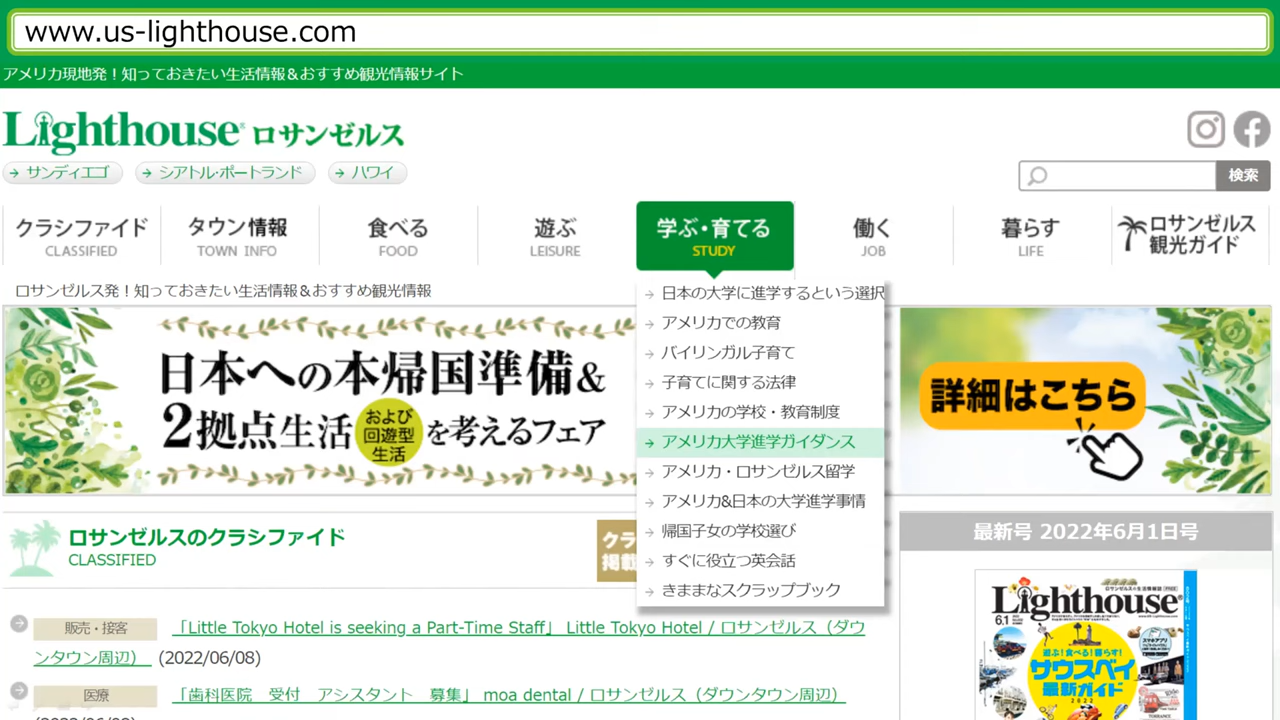 www.us-lighthouse.com
アメリカ現地発！知っておきたい生活情報＆おすすめ観光情報サイト
Lighthouse® ロサンゼルス
サンディエゴ シアトル・ポートランド ハワイ
検索
クラシファイド タウン情報 食べる 遊ぶ 学ぶ・育てる 働く 暮らす ロサンゼルス
観光ガイド
CLASSIFIED TOWN INFO FOOD LEISURE STUDY JOB LIFE
ロサンゼルス発！知っておきたい生活情報＆おすすめ観光情報
日本の大学に進学するという選択
アメリカでの教育
バイリンガル子育て
子育てに関する法律
アメリカの学校・教育制度
アメリカ大学進学ガイダンス
アメリカ・ロサンゼルス留学
アメリカ&日本の大学進学事情
帰国子女の学校選び
すぐに役立つ英会話
きままなスクラップブック
日本への本帰国準備&
2拠点生活 および 回遊型 生活 を考えるフェア
詳細はこちら
ロサンゼルスのクラシファイド
CLASSIFIED
クラ
掲載
最新号 2022年6月1日号
Lighthouse
6.1
遊ぶ！食べる！暮らす！
サウスベイ
最新ガイド
2022
販売・接客 「Little Tokyo Hotel is seeking a Part-Time Staff」 Little Tokyo Hotel / ロサンゼルス（ダウ
ンタウン周辺） (2022/06/08)
医療 「歯科医院　受付　アシスタント　募集」 moa dental / ロサンゼルス（ダウンタウン周辺）